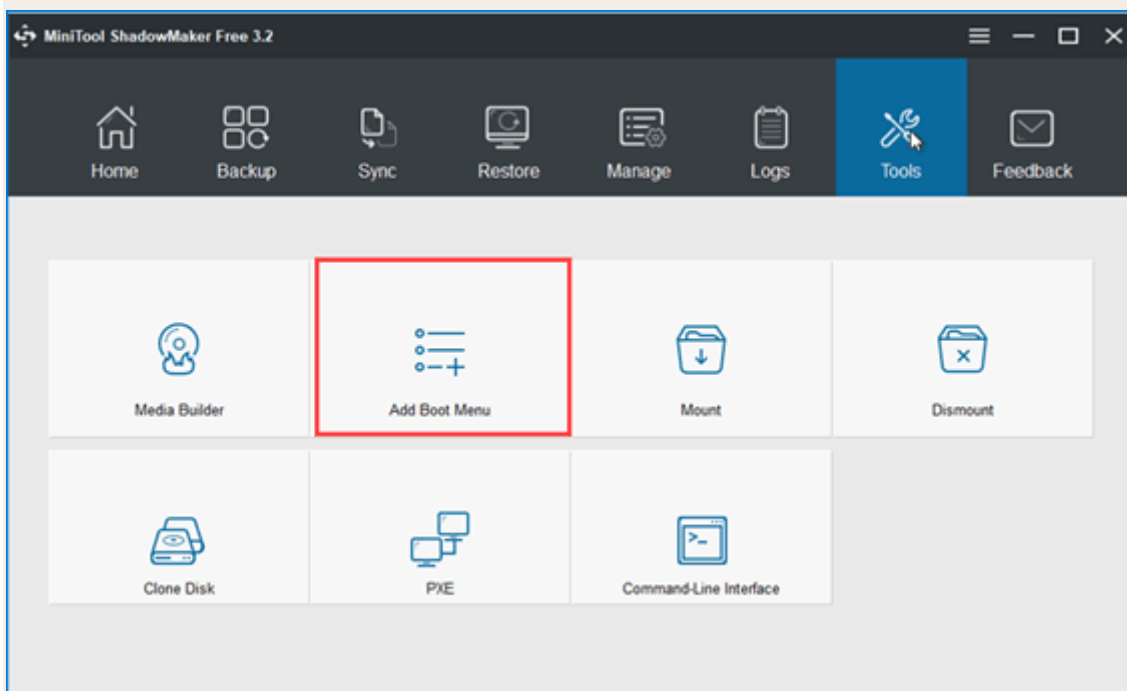 MiniTool ShadowMaker Free 3.2
Home Backup Sync Restore Manage Logs Tools Feedback
Media Builder Add Boot Menu Mount Dismount
Clone Disk PXE Command-Line Interface